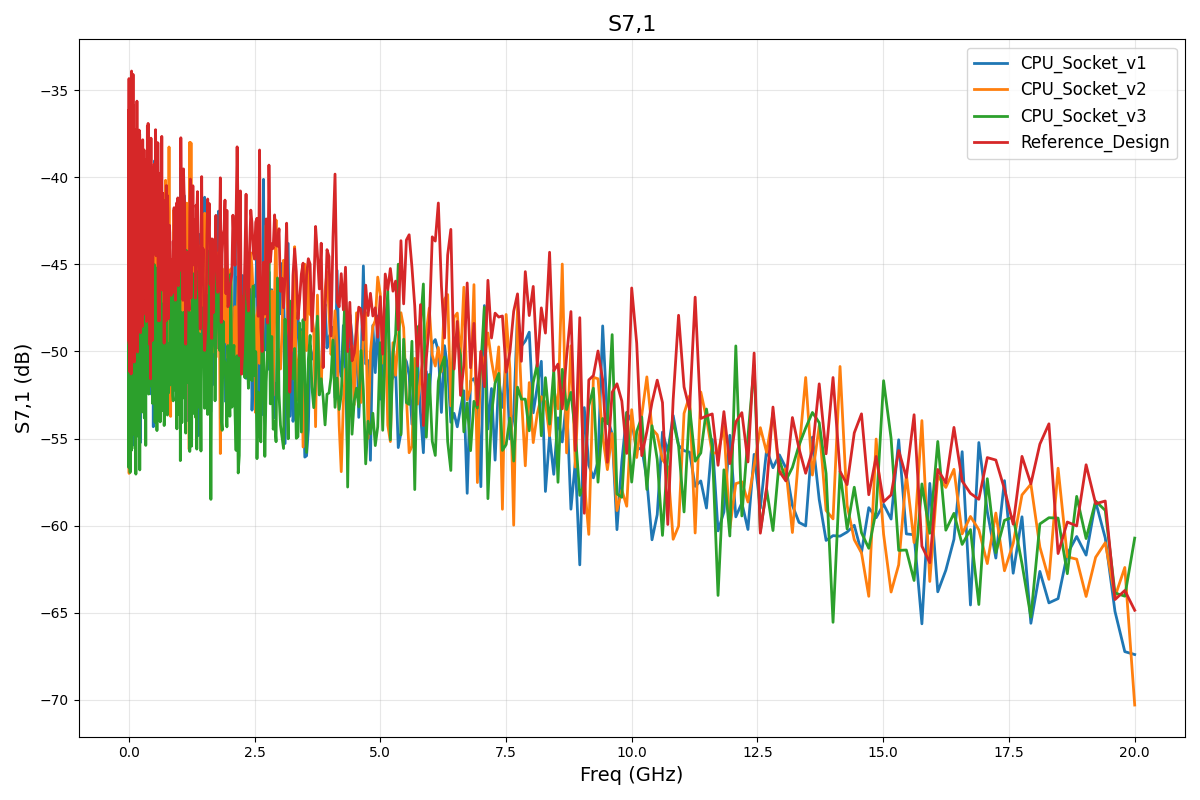 S7,1
CPU_Socket_v1
CPU_Socket_v2
CPU_Socket_v3
Reference_Design
S7,1 (dB)
−35
−40
−45
−50
−55
−60
−65
−70
0.0 2.5 5.0 7.5 10.0 12.5 15.0 17.5 20.0
Freq (GHz)